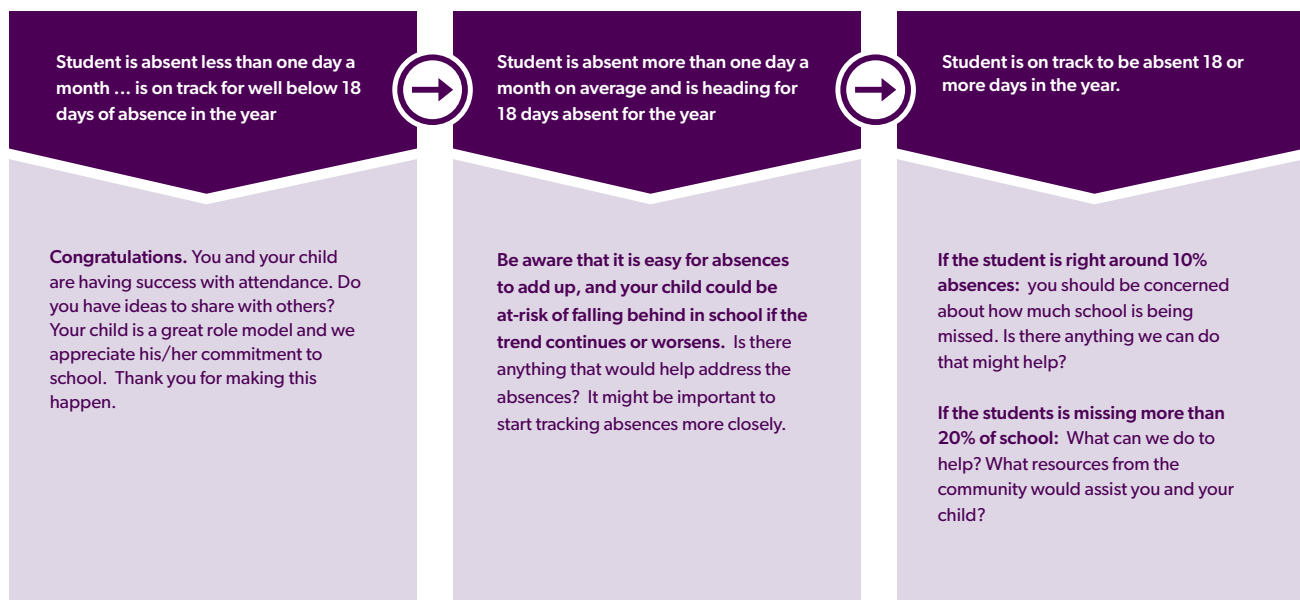 Student is absent less than one day a
month ... is on track for well below 18
days of absence in the year
Congratulations. You and your child
are having success with attendance. Do
you have ideas to share with others?
Your child is a great role model and we
appreciate his/her commitment to
school.  Thank you for making this
happen.
Student is absent more than one day a
month on average and is heading for
18 days absent for the year
Be aware that it is easy for absences
to add up, and your child could be
at-risk of falling behind in school if the
trend continues or worsens.  Is there
anything that would help address the
absences?  It might be important to
start tracking absences more closely.
Student is on track to be absent 18 or
more days in the year.
If the student is right around 10%
absences:  you should be concerned
about how much school is being
missed. Is there anything we can do
that might help?
If the students is missing more than
20% of school:  What can we do to
help? What resources from the
community would assist you and your
child?